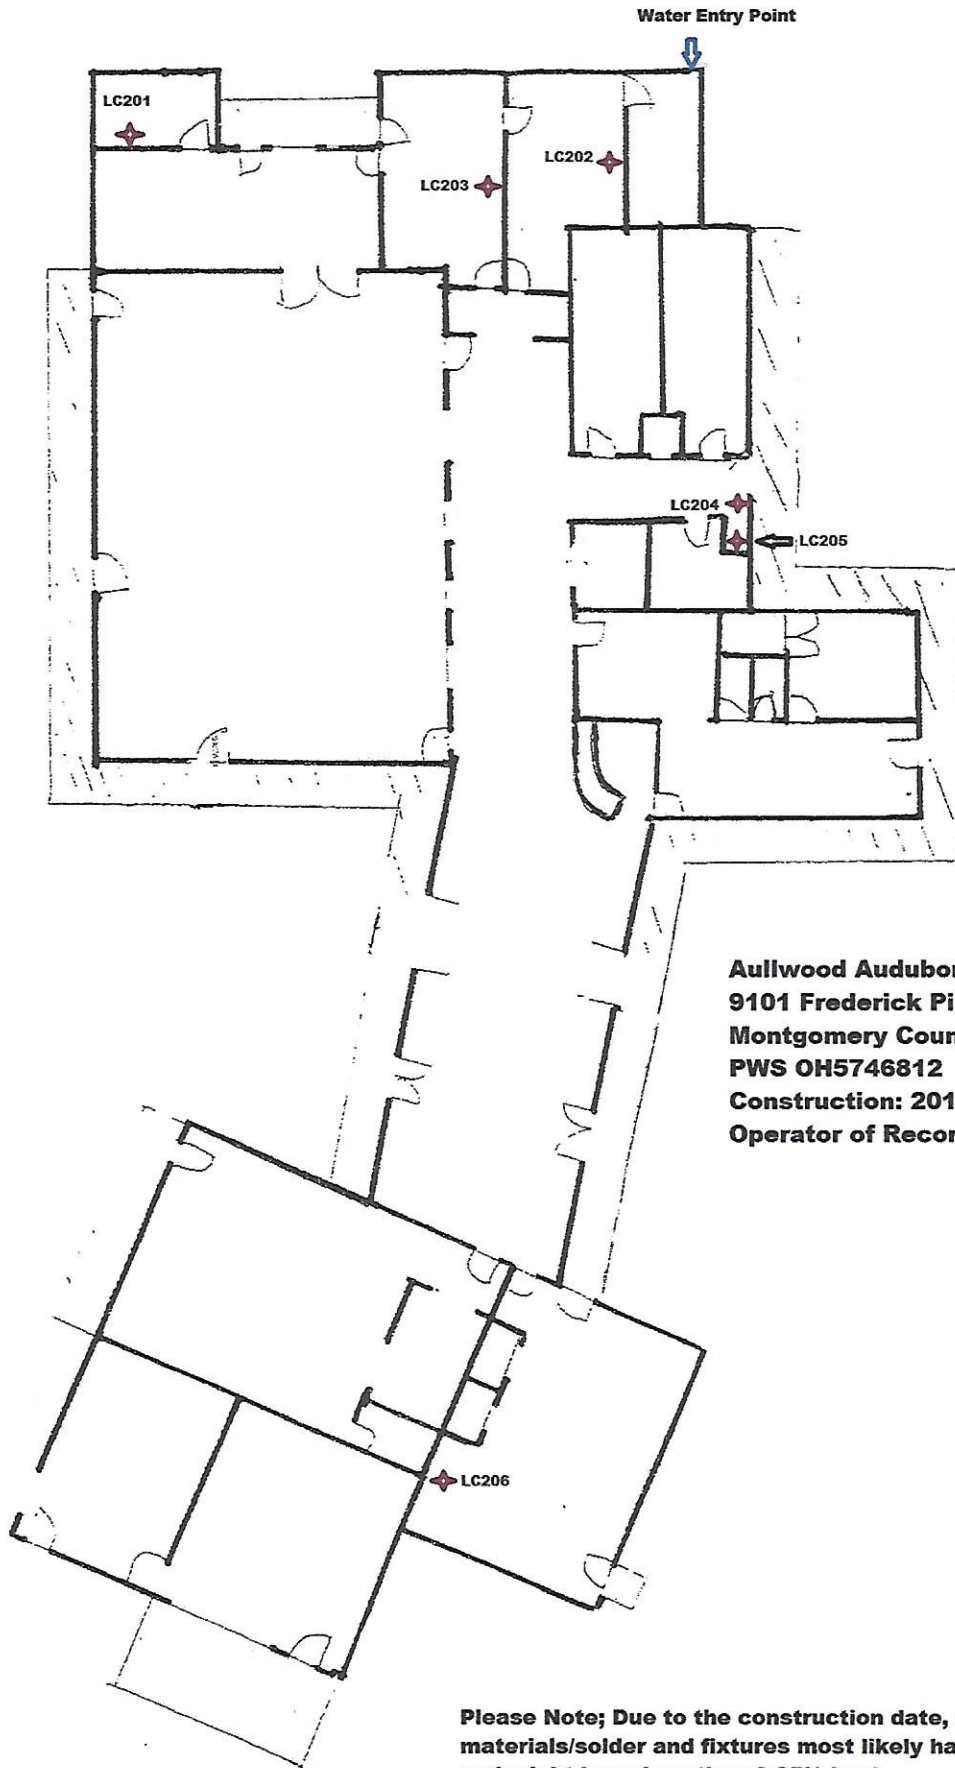 Water Entry Point
LC201
LC202
LC203
LC204
LC205
Aullwood Audubon
9101 Frederick Pi
Montgomery Coun
PWS OH5746812
Construction: 201
Operator of Recor
LC206
Please Note; Due to the construction date,
materials/solder and fixtures most likely ha